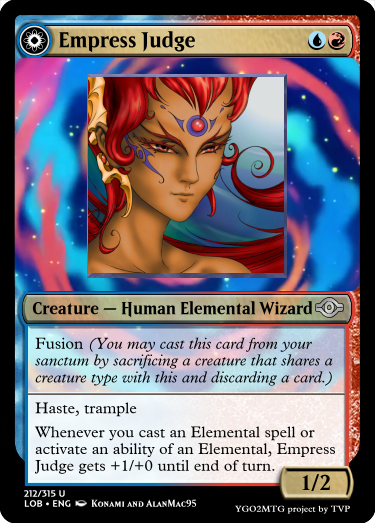 Empress Judge
Creature — Human Elemental Wizard
Fusion (You may cast this card from your
sanctum by sacrificing a creature that shares a
creature type with this and discarding a card.)
Haste, trample
Whenever you cast an Elemental spell or
activate an ability of an Elemental, Empress
Judge gets +1/+0 until end of turn.
1/2
212/315 U
LOB • ENG Konami and AlanMac95
YGO2MTG project by TVP